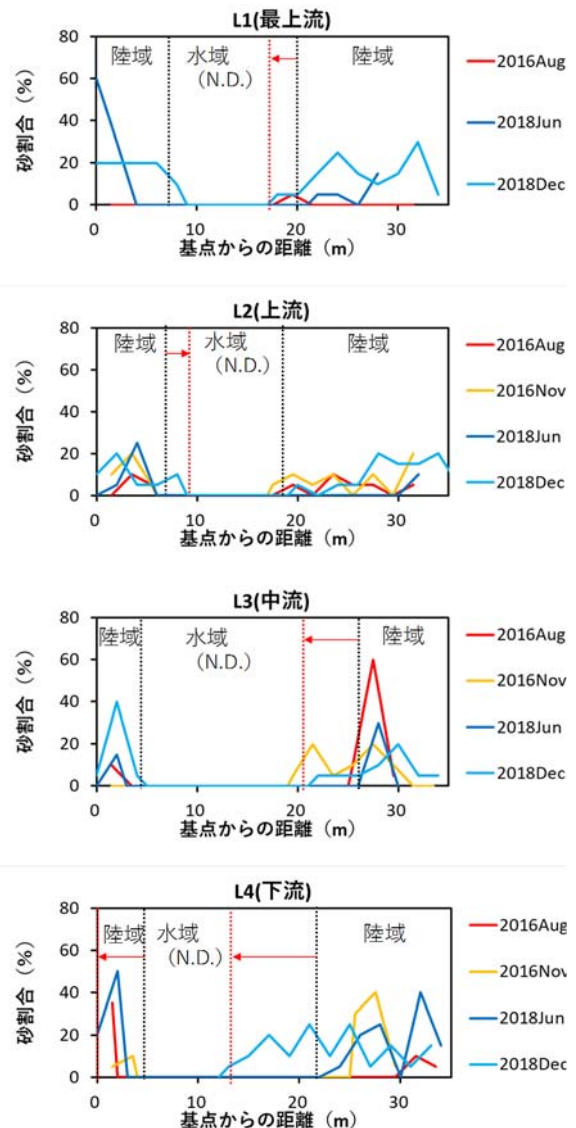 L1(最上流)
80
60
40
20
0
砂割合（%）
陸域
水域
（N.D.）
陸域
0
10
20
30
基点からの距離（m）
2016Aug
2018Jun
2018Dec
L2(上流)
80
60
40
20
0
砂割合（%）
陸域
水域
（N.D.）
陸域
0
10
20
30
基点からの距離（m）
2016Aug
2016Nov
2018Jun
2018Dec
L3(中流)
80
60
40
20
0
砂割合（%）
陸域
水域
（N.D.）
陸域
0
10
20
30
基点からの距離（m）
2016Aug
2016Nov
2018Jun
2018Dec
L4(下流)
80
60
40
20
0
砂割合（%）
陸域
水域
（N.D.）
陸域
0
10
20
30
基点からの距離（m）
2016Aug
2016Nov
2018Jun
2018Dec